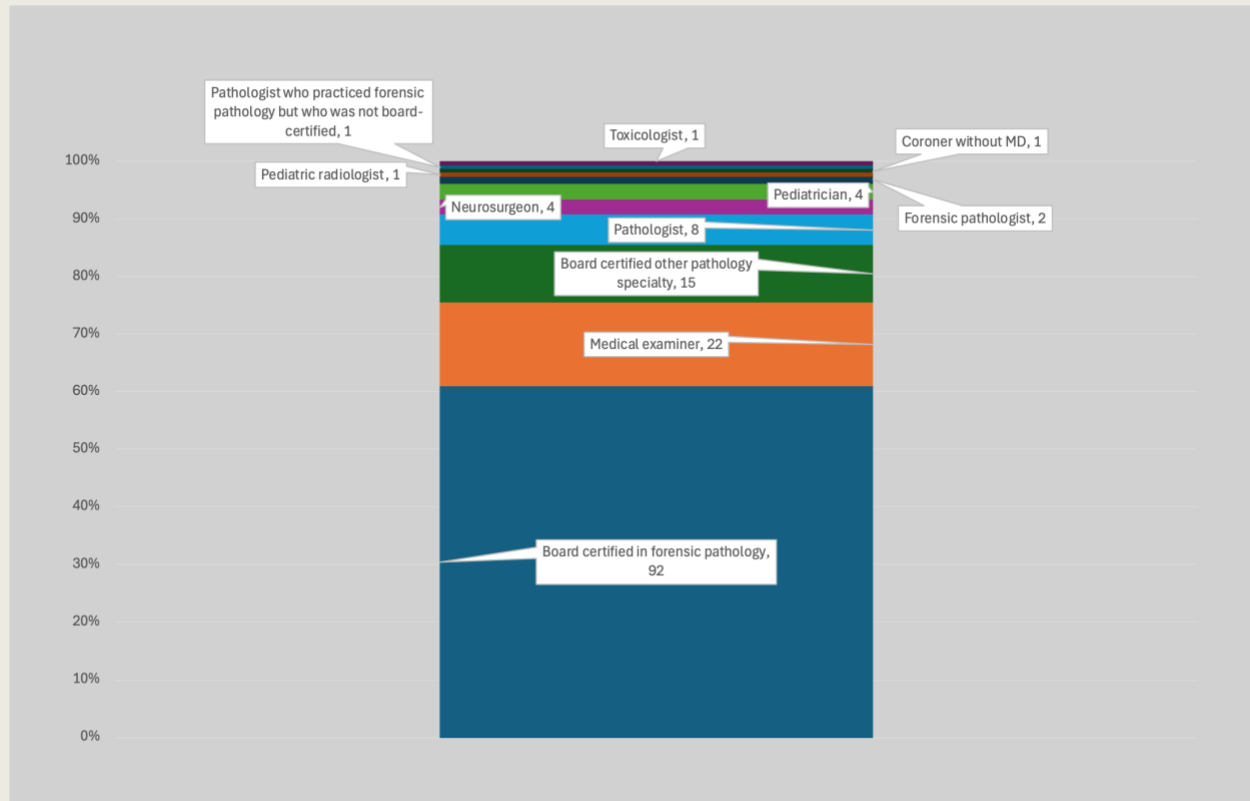 Pathologist who practiced forensic
pathology but who was not board-
certified, 1
Toxicologist, 1
Coroner without MD, 1
100%
Pediatric radiologist, 1
Pediatrician, 4
Neurosurgeon, 4
Forensic pathologist, 2
90%
Pathologist, 8
Board certified other pathology
specialty, 15
80%
70%
Medical examiner, 22
60%
50%
40%
30%
Board certified in forensic pathology,
92
20%
10%
0%